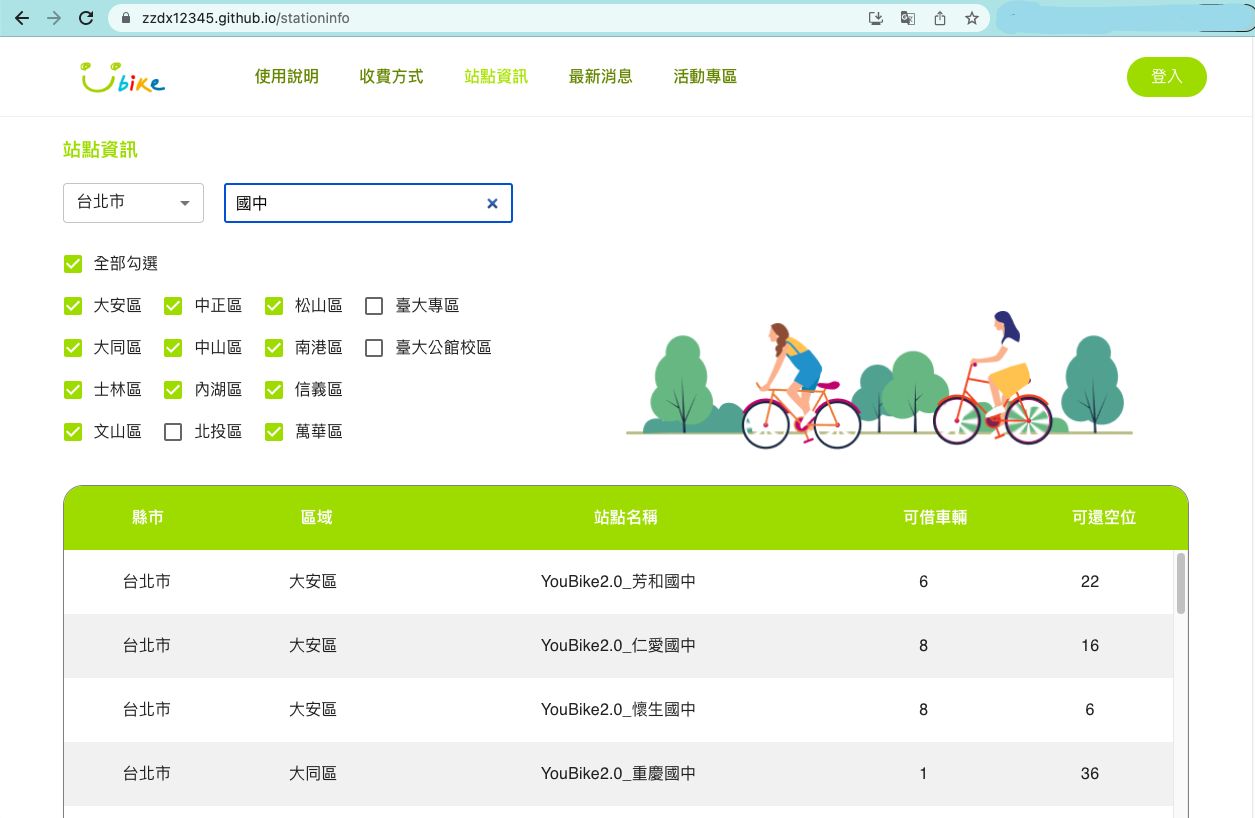 zzdx12345.github.io/stationinfo
Ubike 使用說明 收費方式 站點資訊 最新消息 活動專區 登入
站點資訊
台北市 國中
全部勾選
大安區 中正區 松山區 臺大專區
大同區 中山區 南港區 臺大公館校區
士林區 內湖區 信義區
文山區 北投區 萬華區
縣市 區域 站點名稱 可借車輛 可還空位
台北市 大安區 YouBike2.0_芳和國中 6 22
台北市 大安區 YouBike2.0_仁愛國中 8 16
台北市 大安區 YouBike2.0_懷生國中 8 6
台北市 大同區 YouBike2.0_重慶國中 1 36